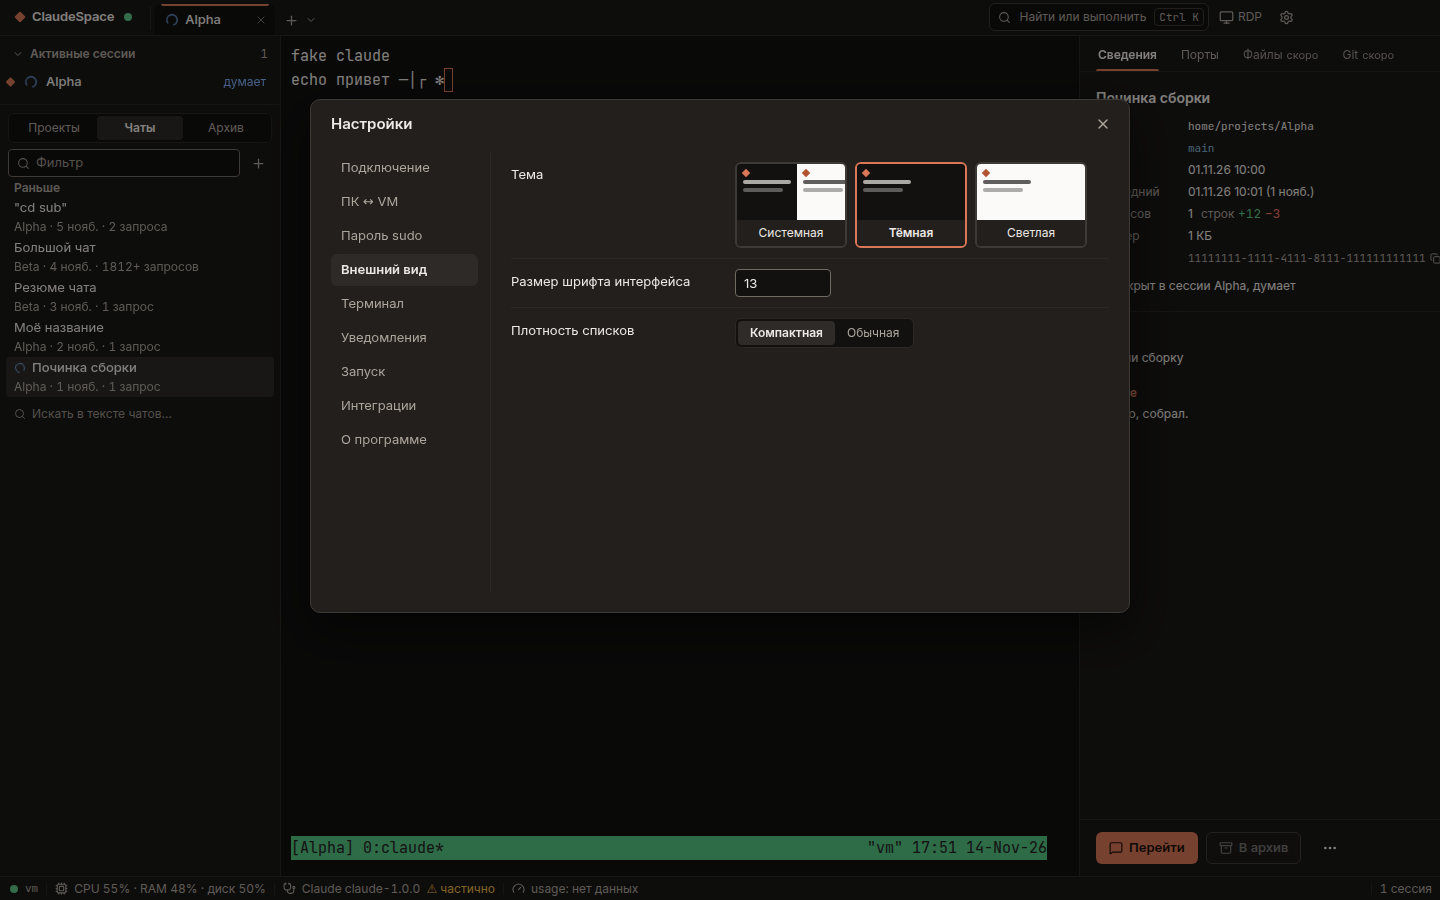 ClaudeSpace
Alpha
Найти или выполнить Ctrl K
RDP
Активные сессии 1
Alpha думает
Проекты Чаты Архив
Фильтр
Раньше
"cd sub"
Alpha · 5 нояб. · 2 запроса
Большой чат
Beta · 4 нояб. · 1812+ запросов
Резюме чата
Beta · 3 нояб. · 1 запрос
Моё название
Alpha · 2 нояб. · 1 запрос
Починка сборки
Alpha · 1 нояб. · 1 запрос
Искать в тексте чатов...
fake claude
echo привет ─│┌ ✻
Настройки
Подключение
ПК ↔ VM
Пароль sudo
Внешний вид
Терминал
Уведомления
Запуск
Интеграции
О программе
Тема
Системная Тёмная Светлая
Размер шрифта интерфейса 13
Плотность списков Компактная Обычная
Сведения Порты Файлы скоро Git скоро
Починка сборки
home/projects/Alpha
main
01.11.26 10:00
01.11.26 10:01 (1 нояб.)
1 строк +12 −3
1 КБ
11111111-1111-4111-8111-111111111111
в сессии Alpha, думает
сборку
собрал.
Перейти В архив
[Alpha] 0:claude* "vm" 17:51 14-Nov-26
vm CPU 55% · RAM 48% · диск 50% Claude claude-1.0.0 ⚠ частично usage: нет данных 1 сессия